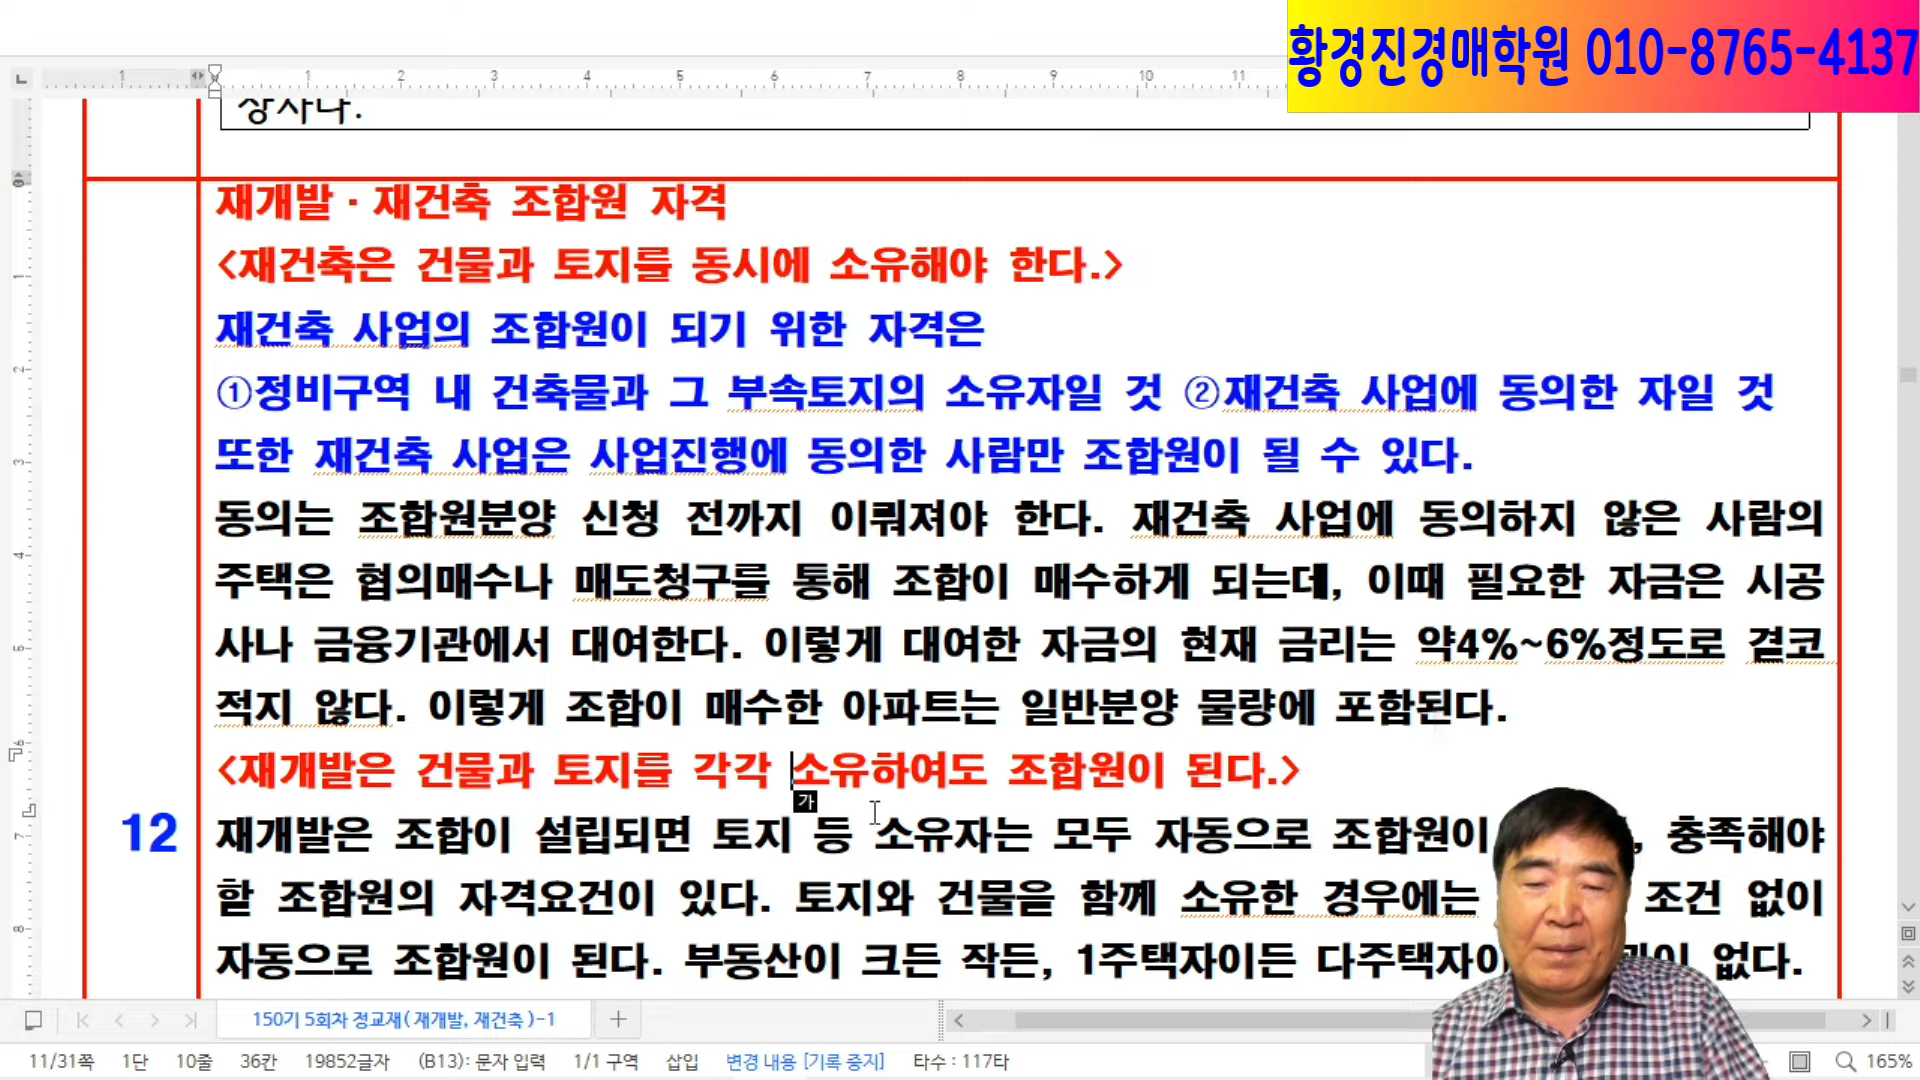 황경진경매학원 010-8765-4137
재개발·재건축 조합원 자격
<재건축은 건물과 토지를 동시에 소유해야 한다.>
재건축 사업의 조합원이 되기 위한 자격은
①정비구역 내 건축물과 그 부속토지의 소유자일 것 ②재건축 사업에 동의한 자일 것
또한 재건축 사업은 사업진행에 동의한 사람만 조합원이 될 수 있다.
동의는 조합원분양 신청 전까지 이뤄져야 한다. 재건축 사업에 동의하지 않은 사람의
주택은 협의매수나 매도청구를 통해 조합이 매수하게 되는데, 이때 필요한 자금은 시공
사나 금융기관에서 대여한다. 이렇게 대여한 자금의 현재 금리는 약4%~6%정도로 결코
적지 않다. 이렇게 조합이 매수한 아파트는 일반분양 물량에 포함된다.
<재개발은 건물과 토지를 각각 소유하여도 조합원이 된다.>
가
12 재개발은 조합이 설립되면 토지 등 소유자는 모두 자동으로 조합원이 , 충족해야
할 조합원의 자격요건이 있다. 토지와 건물을 함께 소유한 경우에는 조건 없이
자동으로 조합원이 된다. 부동산이 크든 작든, 1주택자이든 다주택자이 없다.
150기 5회차 정교재(재개발, 재건축)-1
11/31쪽 1단 10줄 36칸 19852글자 (B13): 문자 입력 1/1 구역 삽입 변경 내용 [기록 중지] 타수 : 117타 165%